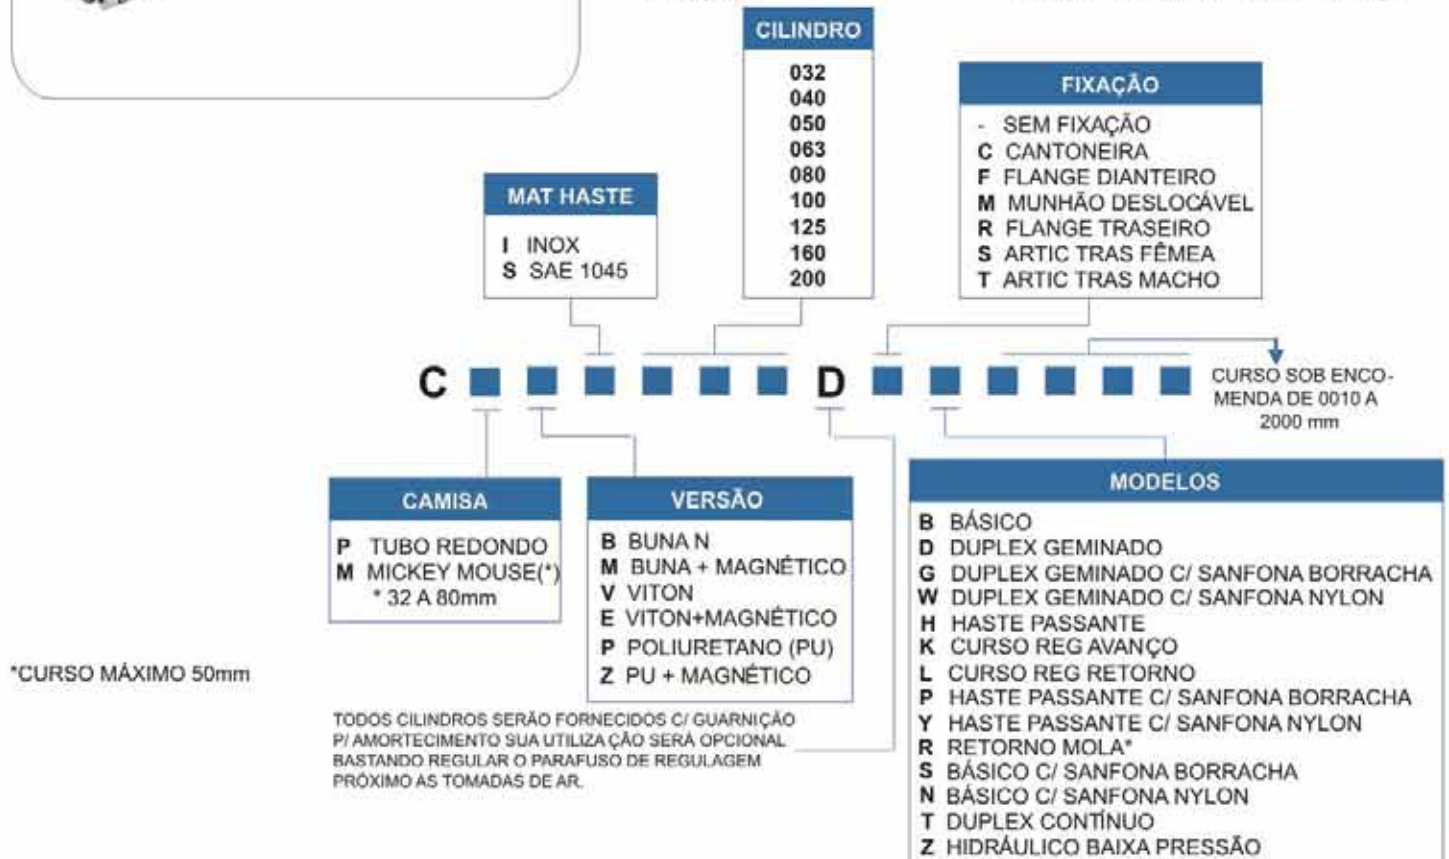 CILINDRO
032
040
050
063
080
100
125
160
200
FIXAÇÃO
- SEM FIXAÇÃO
C CANTONEIRA
F FLANGE DIANTEIRO
M MUNHÃO DESLOCÁVEL
R FLANGE TRASEIRO
S ARTIC TRAS FÊMEA
T ARTIC TRAS MACHO
MAT HASTE
I INOX
S SAE 1045
C D
CURSO SOB ENCO-
MENDA DE 0010 A
2000 mm
CAMISA
P TUBO REDONDO
M MICKEY MOUSE(*)
* 32 A 80mm
VERSÃO
B BUNA N
M BUNA + MAGNÉTICO
V VITON
E VITON+MAGNÉTICO
P POLIURETANO (PU)
Z PU + MAGNÉTICO
MODELOS
B BÁSICO
D DUPLEX GEMINADO
G DUPLEX GEMINADO C/ SANFONA BORRACHA
W DUPLEX GEMINADO C/ SANFONA NYLON
H HASTE PASSANTE
K CURSO REG AVANÇO
L CURSO REG RETORNO
P HASTE PASSANTE C/ SANFONA BORRACHA
Y HASTE PASSANTE C/ SANFONA NYLON
R RETORNO MOLA*
S BÁSICO C/ SANFONA BORRACHA
N BÁSICO C/ SANFONA NYLON
T DUPLEX CONTÍNUO
Z HIDRÁULICO BAIXA PRESSÃO
*CURSO MÁXIMO 50mm
TODOS CILINDROS SERÃO FORNECIDOS C/ GUARNIÇÃO
P/ AMORTECIMENTO SUA UTILIZA ÇÃO SERÁ OPCIONAL
BASTANDO REGULAR O PARAFUSO DE REGULAGEM
PRÓXIMO AS TOMADAS DE AR.